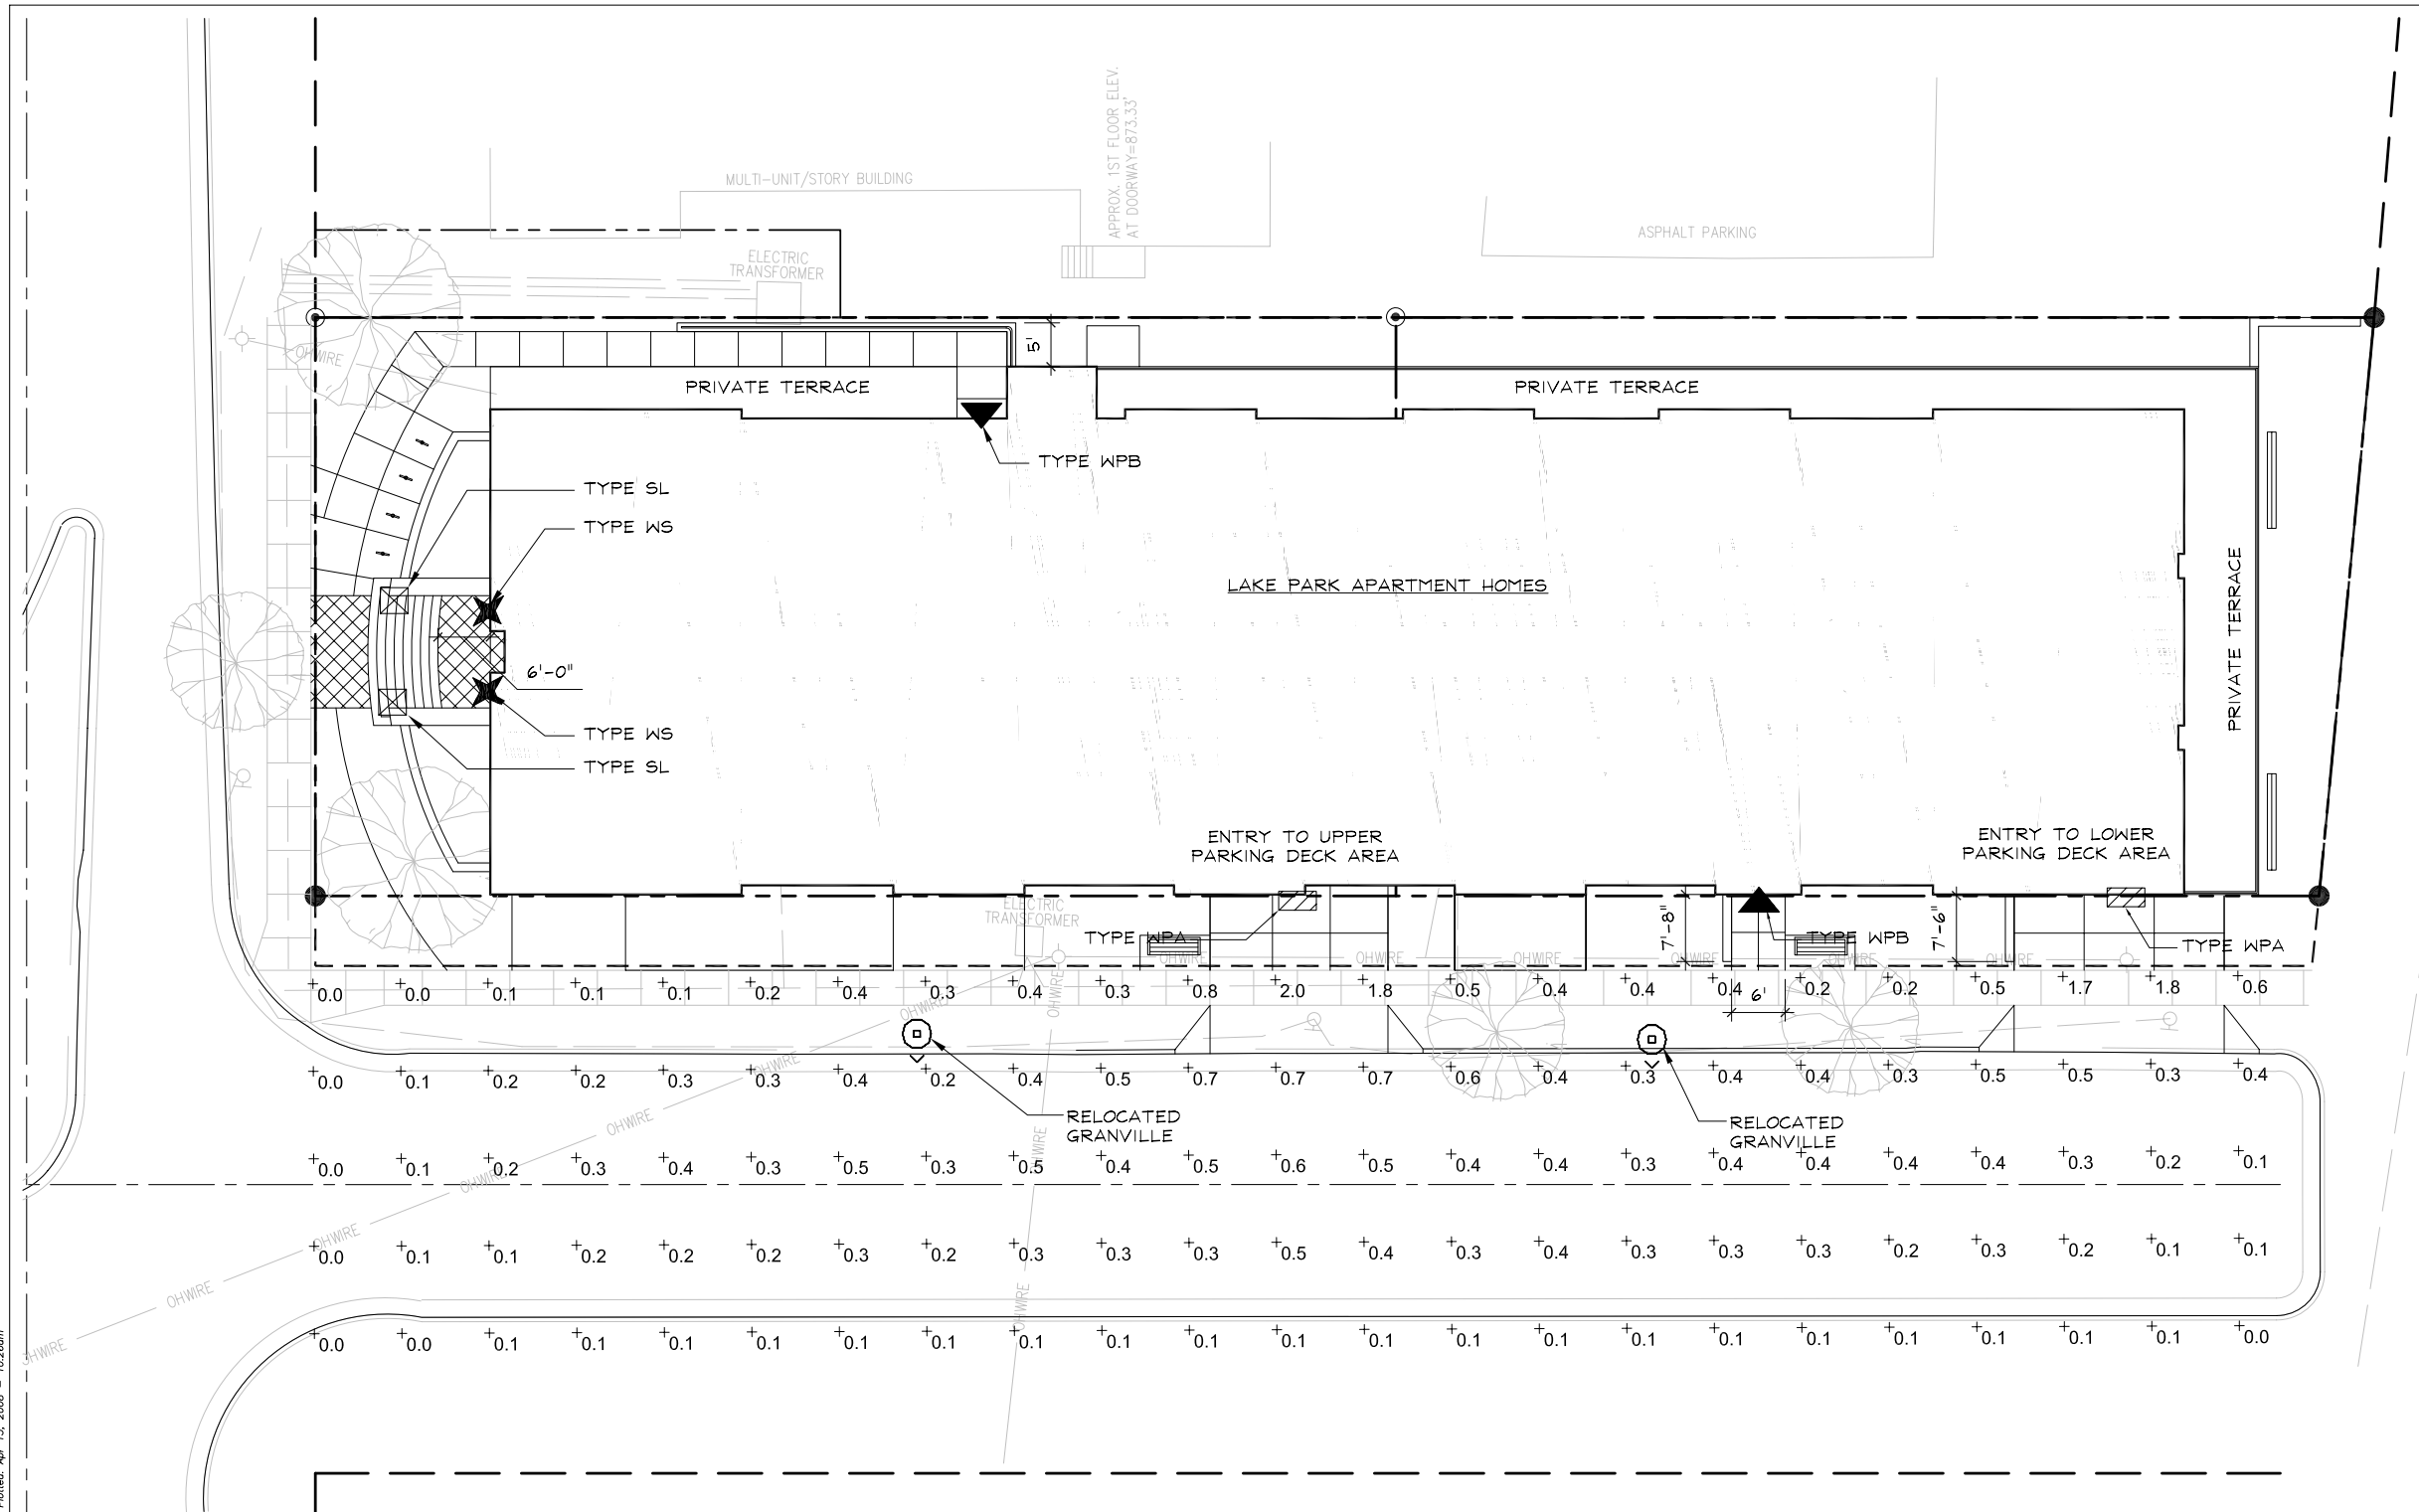 APPROX. 1ST FLOOR ELEV.
AT DOORWAY=873.33'
MULTI-UNIT/STORY BUILDING
ASPHALT PARKING
ELECTRIC
TRANSFORMER
OHWIRE
5'
PRIVATE TERRACE
PRIVATE TERRACE
TYPE WPB
TYPE SL
TYPE WS
LAKE PARK APARTMENT HOMES
PRIVATE TERRACE
6'-0"
TYPE WS
TYPE SL
ENTRY TO UPPER
PARKING DECK AREA
ENTRY TO LOWER
PARKING DECK AREA
ELECTRIC
TRANSFORMER
TYPE WPA
7'-8"
TYPE WPB
7'-6"
TYPE WPA
OHWIRE OHWIRE OHWIRE OHWIRE OHWIRE OHWIRE
0.0 0.0 0.1 0.1 0.1 0.2 0.4 0.3 0.4 0.3 0.8 2.0 1.8 0.5 0.4 0.4 0.4 0.2 0.2 0.5 1.7 1.8 0.6
6'
OHWIRE
OHWIRE
OHWIRE
0.0 0.1 0.2 0.2 0.3 0.3 0.4 0.2 0.4 0.5 0.7 0.7 0.7 0.6 0.4 0.3 0.4 0.4 0.3 0.5 0.5 0.3 0.4
RELOCATED
GRANVILLE
RELOCATED
GRANVILLE
OHWIRE
OHWIRE
0.0 0.1 0.2 0.3 0.4 0.3 0.5 0.3 0.5 0.4 0.5 0.6 0.5 0.4 0.4 0.3 0.4 0.4 0.4 0.4 0.3 0.2 0.1
OHWIRE
OHWIRE
0.0 0.1 0.1 0.2 0.2 0.2 0.3 0.2 0.3 0.3 0.3 0.5 0.4 0.3 0.4 0.3 0.3 0.3 0.2 0.3 0.2 0.1 0.1
OHWIRE
OHWIRE
0.0 0.0 0.1 0.1 0.1 0.1 0.1 0.1 0.1 0.1 0.1 0.1 0.1 0.1 0.1 0.1 0.1 0.1 0.1 0.1 0.1 0.1 0.0
OHWIRE